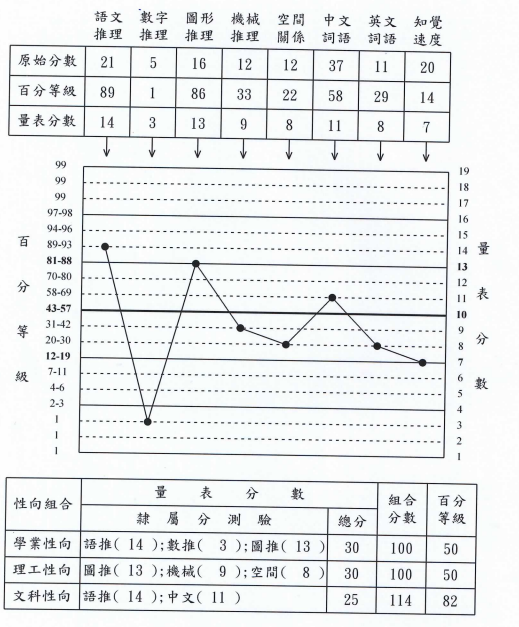 語文 數字 圖形 機械 空間 中文 英文 知覺
推理 推理 推理 推理 關係 詞語 詞語 速度
原始分數 21 5 16 12 12 37 11 20
百分等級 89 1 86 33 22 58 29 14
量表分數 14 3 13 9 8 11 8 7
99 19
99 18
99 17
97-98 16
94-96 15
89-93 14
81-88 13
70-80 12
58-69 11
43-57 10
31-42 9
20-30 8
12-19 7
7-11 6
4-6 5
2-3 4
1 3
1 2
1 1
百分等級
量表分數
性向組合 量表分數 組合分數 百分等級
隸屬分測驗 總分
學業性向 語推( 14 );數推( 3 );圖推( 13 ) 30 100 50
理工性向 圖推( 13 );機械( 9 );空間( 8 ) 30 100 50
文科性向 語推( 14 );中文( 11 ) 25 114 82